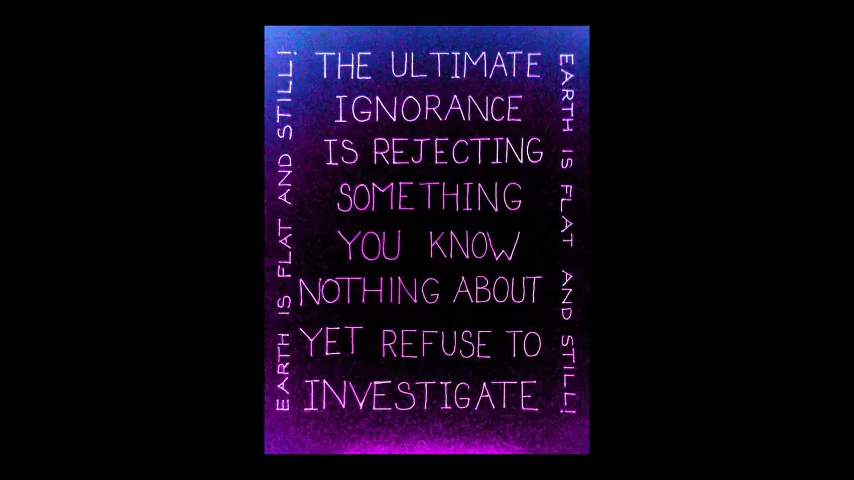 THE ULTIMATE
IGNORANCE
IS REJECTING
SOMETHING
YOU KNOW
NOTHING ABOUT
YET REFUSE TO
INVESTIGATE
EARTH IS FLAT AND STILL!
EARTH IS FLAT AND STILL!